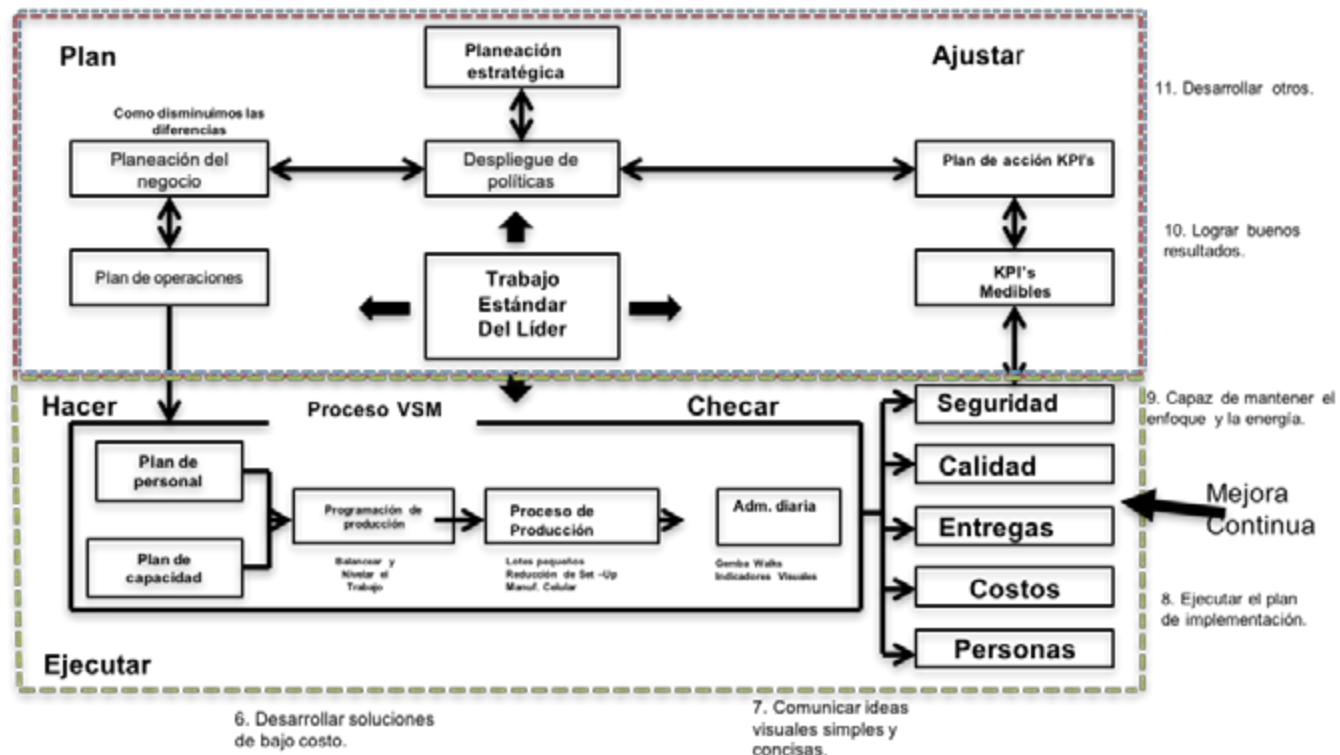 Plan
Planeación
estratégica
Ajustar
11. Desarrollar otros.
Como disminuimos las
diferencias
Planeación del
negocio
Despliegue de
políticas
Plan de acción KPI's
10. Lograr buenos
resultados.
Plan de operaciones
Trabajo
Estándar
Del Líder
KPI's
Medibles
Hacer
Proceso VSM
Checar
Seguridad
9. Capaz de mantener el
enfoque y la energía.
Plan de
personal
Calidad
Programación de
producción
Proceso de
Producción
Adm. diaria
Entregas
Mejora
Continua
Plan de
capacidad
Balancear y
Nivelar el
Trabajo
Lotes pequeños
Reducción de Set -Up
Manuf. Celular
Gemba Walks
Indicadores Visuales
Costos
8. Ejecutar el plan
de implementación.
Personas
Ejecutar
6. Desarrollar soluciones
de bajo costo.
7. Comunicar ideas
visuales simples y
concisas.